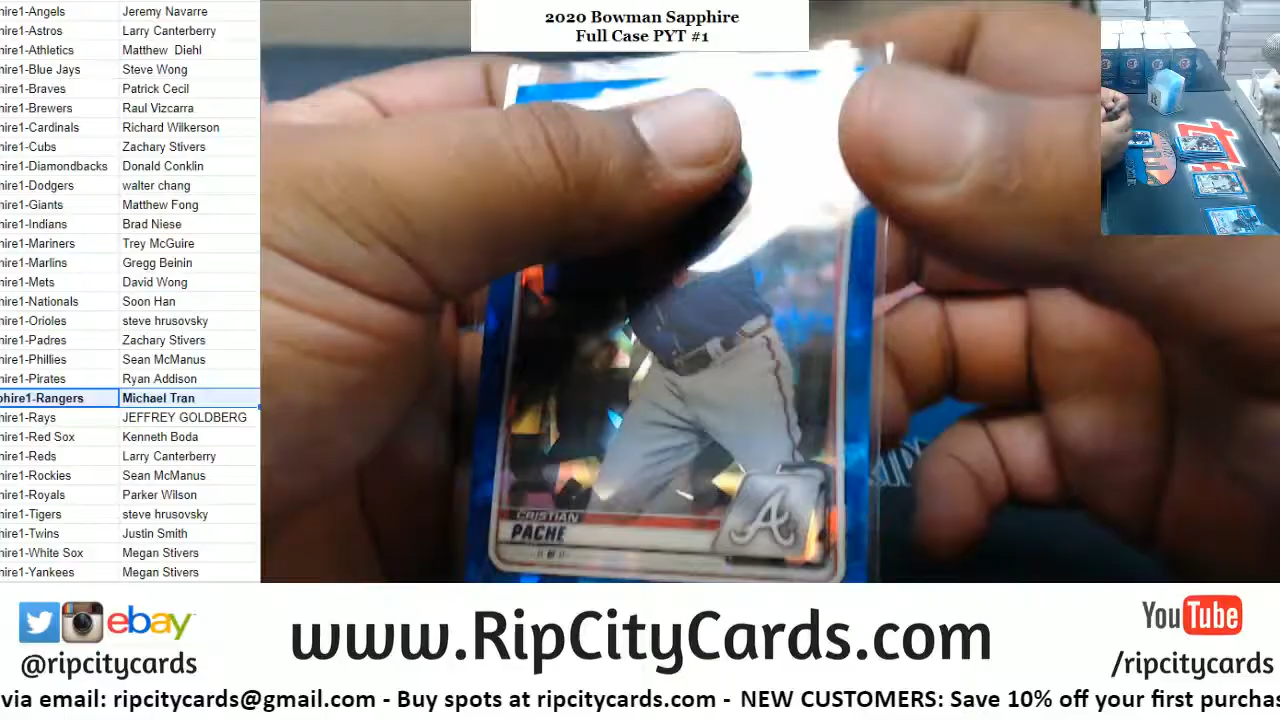 2020 Bowman Sapphire
Full Case PYT #1
hire1-Angels Jeremy Navarre
hire1-Astros Larry Canterberry
hire1-Athletics Matthew Diehl
hire1-Blue Jays Steve Wong
hire1-Braves Patrick Cecil
hire1-Brewers Raul Vizcarra
hire1-Cardinals Richard Wilkerson
hire1-Cubs Zachary Stivers
hire1-Diamondbacks Donald Conklin
hire1-Dodgers walter chang
hire1-Giants Matthew Fong
hire1-Indians Brad Niese
hire1-Mariners Trey McGuire
hire1-Marlins Gregg Beinin
hire1-Mets David Wong
hire1-Nationals Soon Han
hire1-Orioles steve hrusovsky
hire1-Padres Zachary Stivers
hire1-Phillies Sean McManus
hire1-Pirates Ryan Addison
phire1-Rangers Michael Tran
hire1-Rays JEFFREY GOLDBERG
hire1-Red Sox Kenneth Boda
hire1-Reds Larry Canterberry
hire1-Rockies Sean McManus
hire1-Royals Parker Wilson
hire1-Tigers steve hrusovsky
hire1-Twins Justin Smith
hire1-White Sox Megan Stivers
hire1-Yankees Megan Stivers
CRISTIAN
PACHE
A
ebay
@ripcitycards
www.RipCityCards.com
YouTube
/ripcitycards
via email: ripcitycards@gmail.com - Buy spots at ripcitycards.com - NEW CUSTOMERS: Save 10% off your first purchas